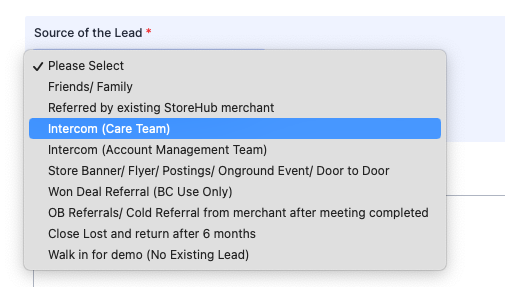 Source of the Lead *
Please Select
Friends/ Family
Referred by existing StoreHub merchant
Intercom (Care Team)
Intercom (Account Management Team)
Store Banner/ Flyer/ Postings/ Onground Event/ Door to Door
Won Deal Referral (BC Use Only)
OB Referrals/ Cold Referral from merchant after meeting completed
Close Lost and return after 6 months
Walk in for demo (No Existing Lead)